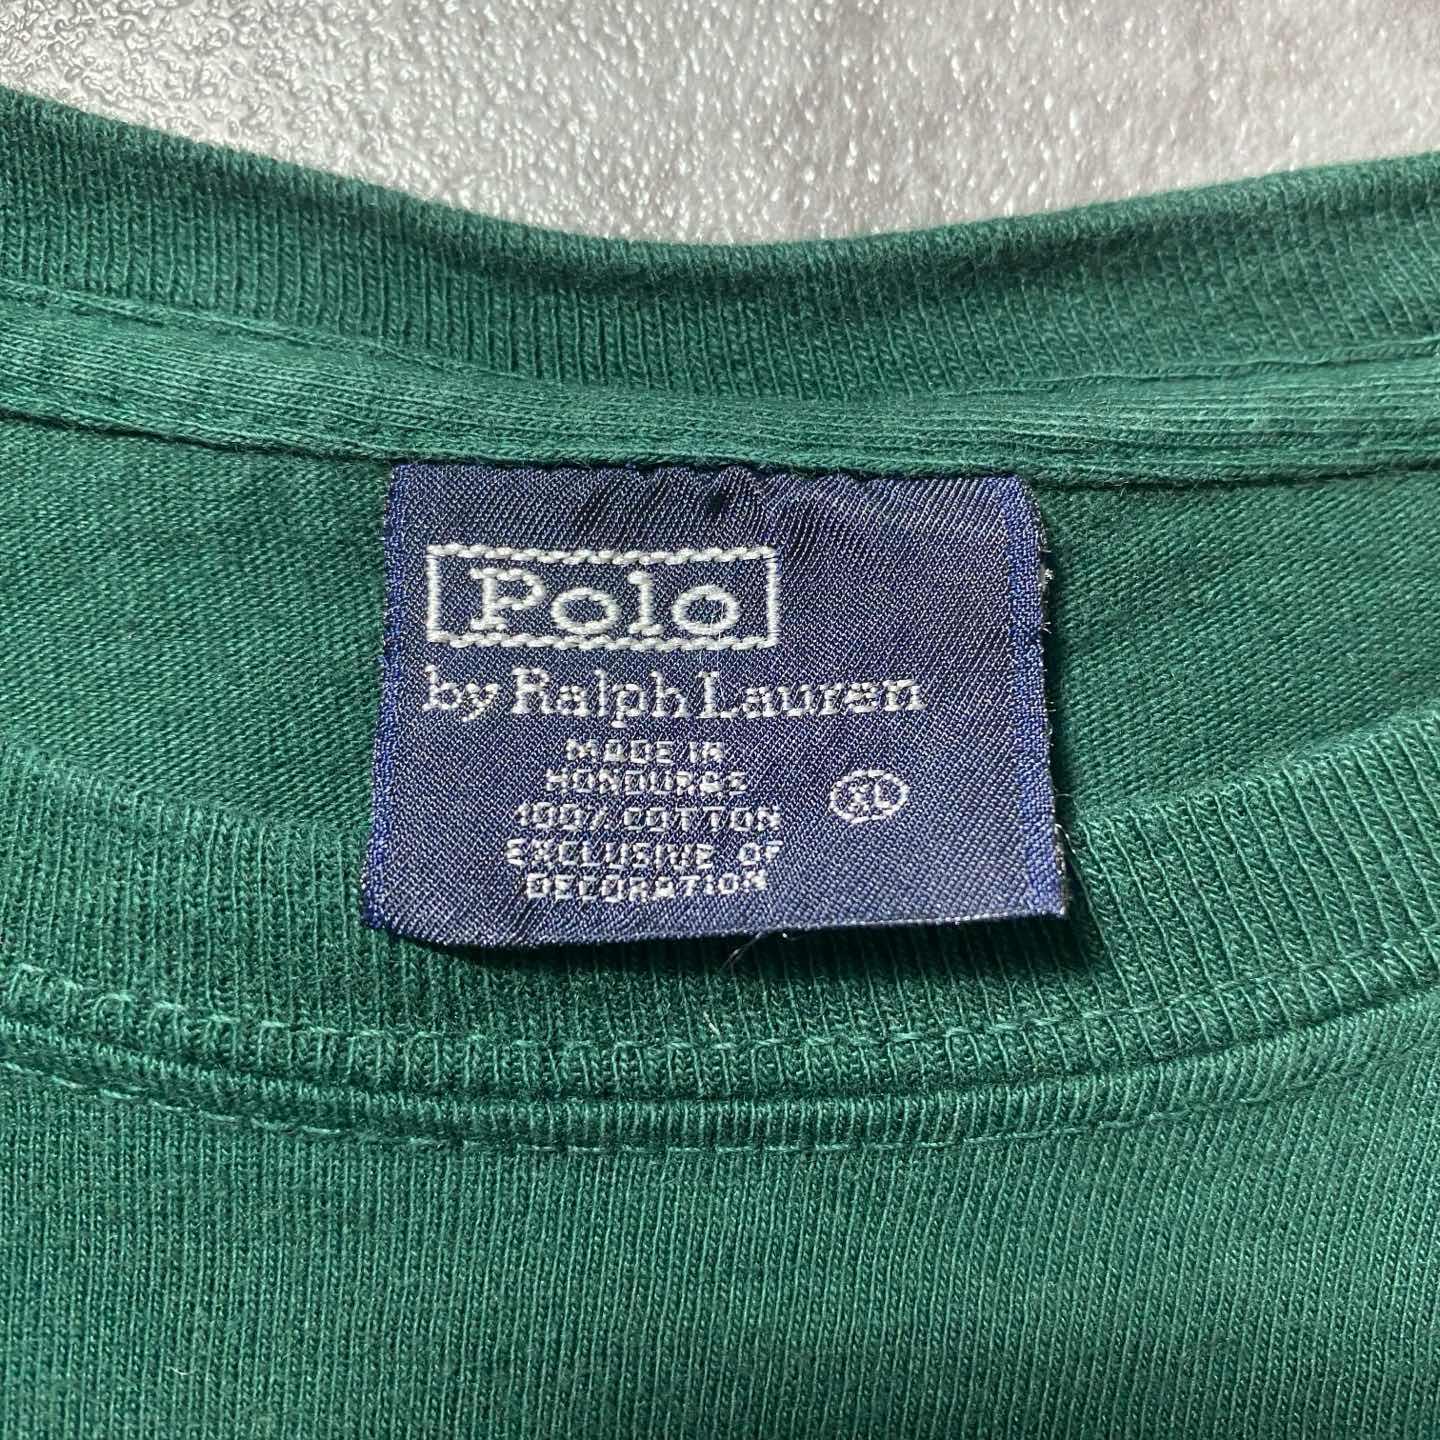 Polo
by Ralph Lauren
MADE IN
HONDURAS
100% COTTON
EXCLUSIVE OF
DECORATION
XL